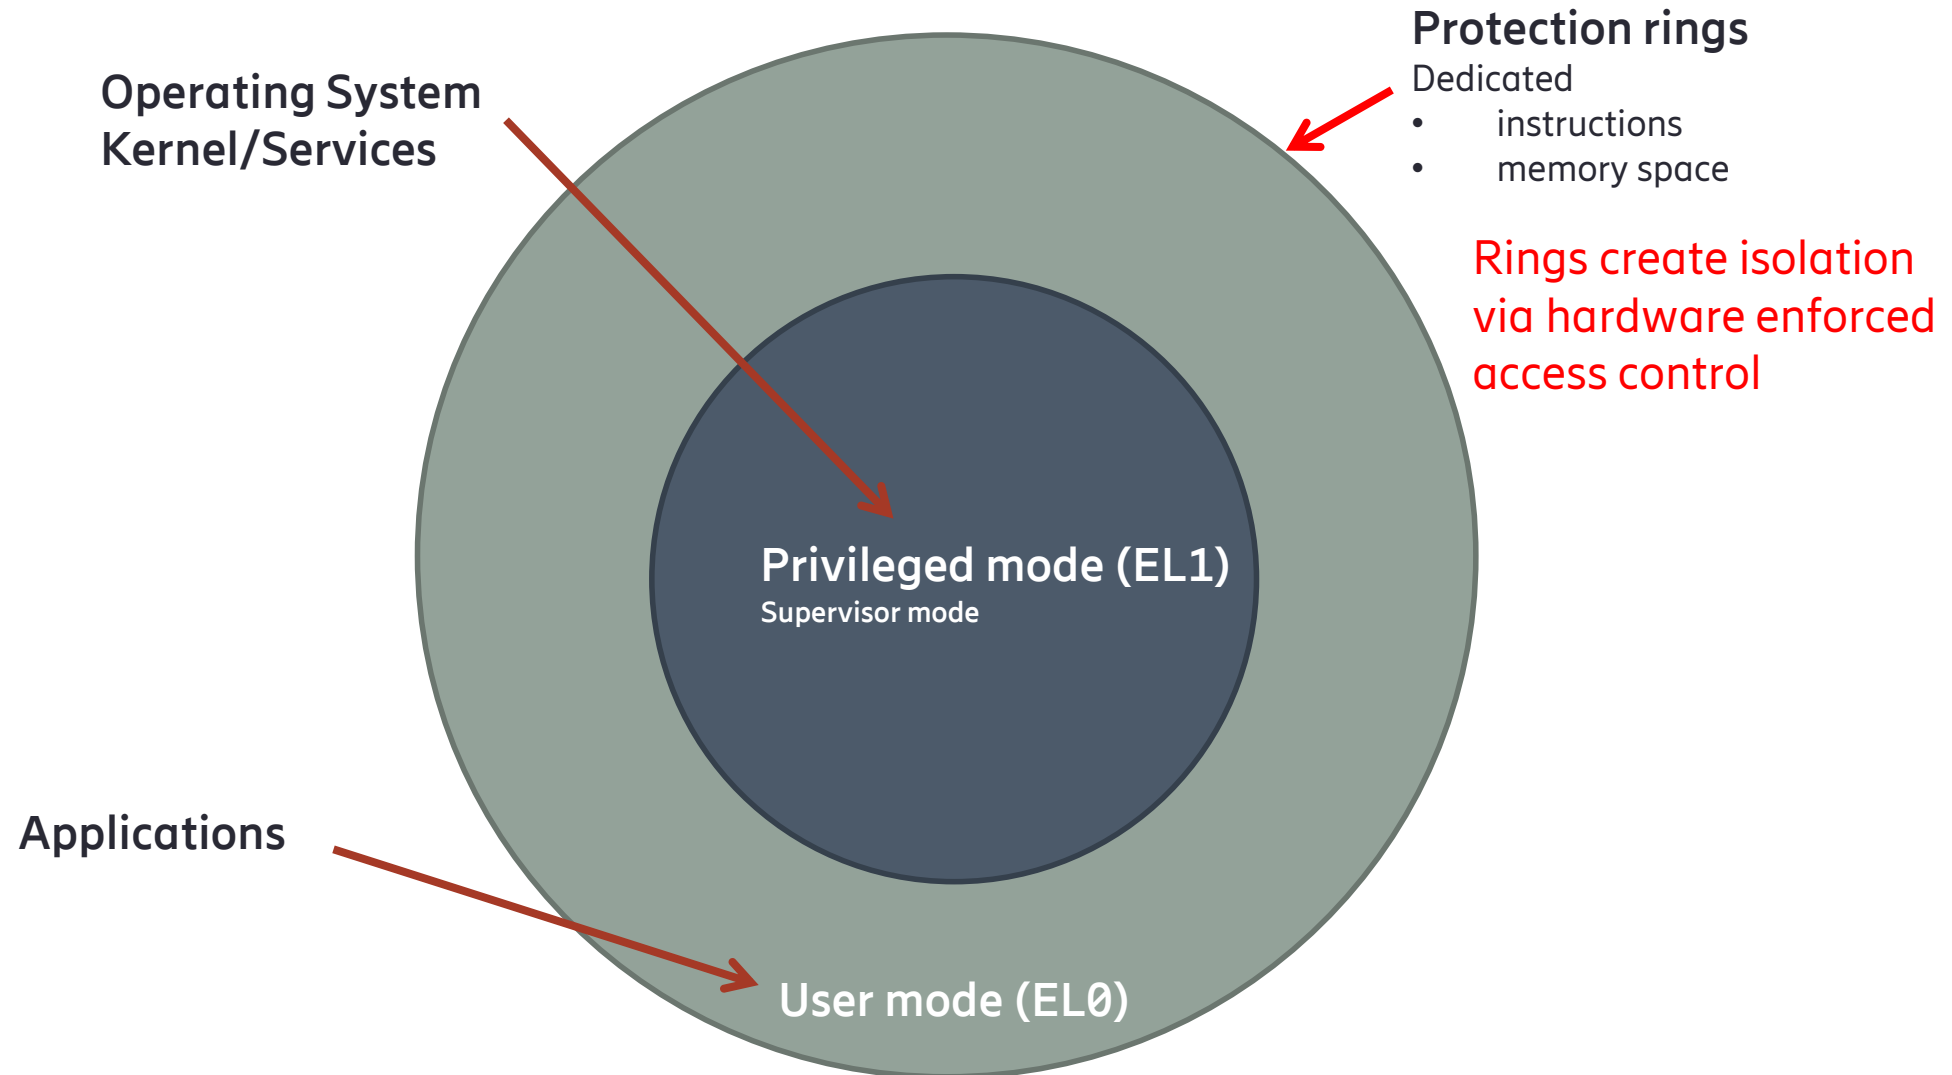 Protection rings
Dedicated
• instructions
• memory space
Operating System
Kernel/Services
Rings create isolation
via hardware enforced
access control
Privileged mode (EL1)
Supervisor mode
Applications
User mode (EL0)